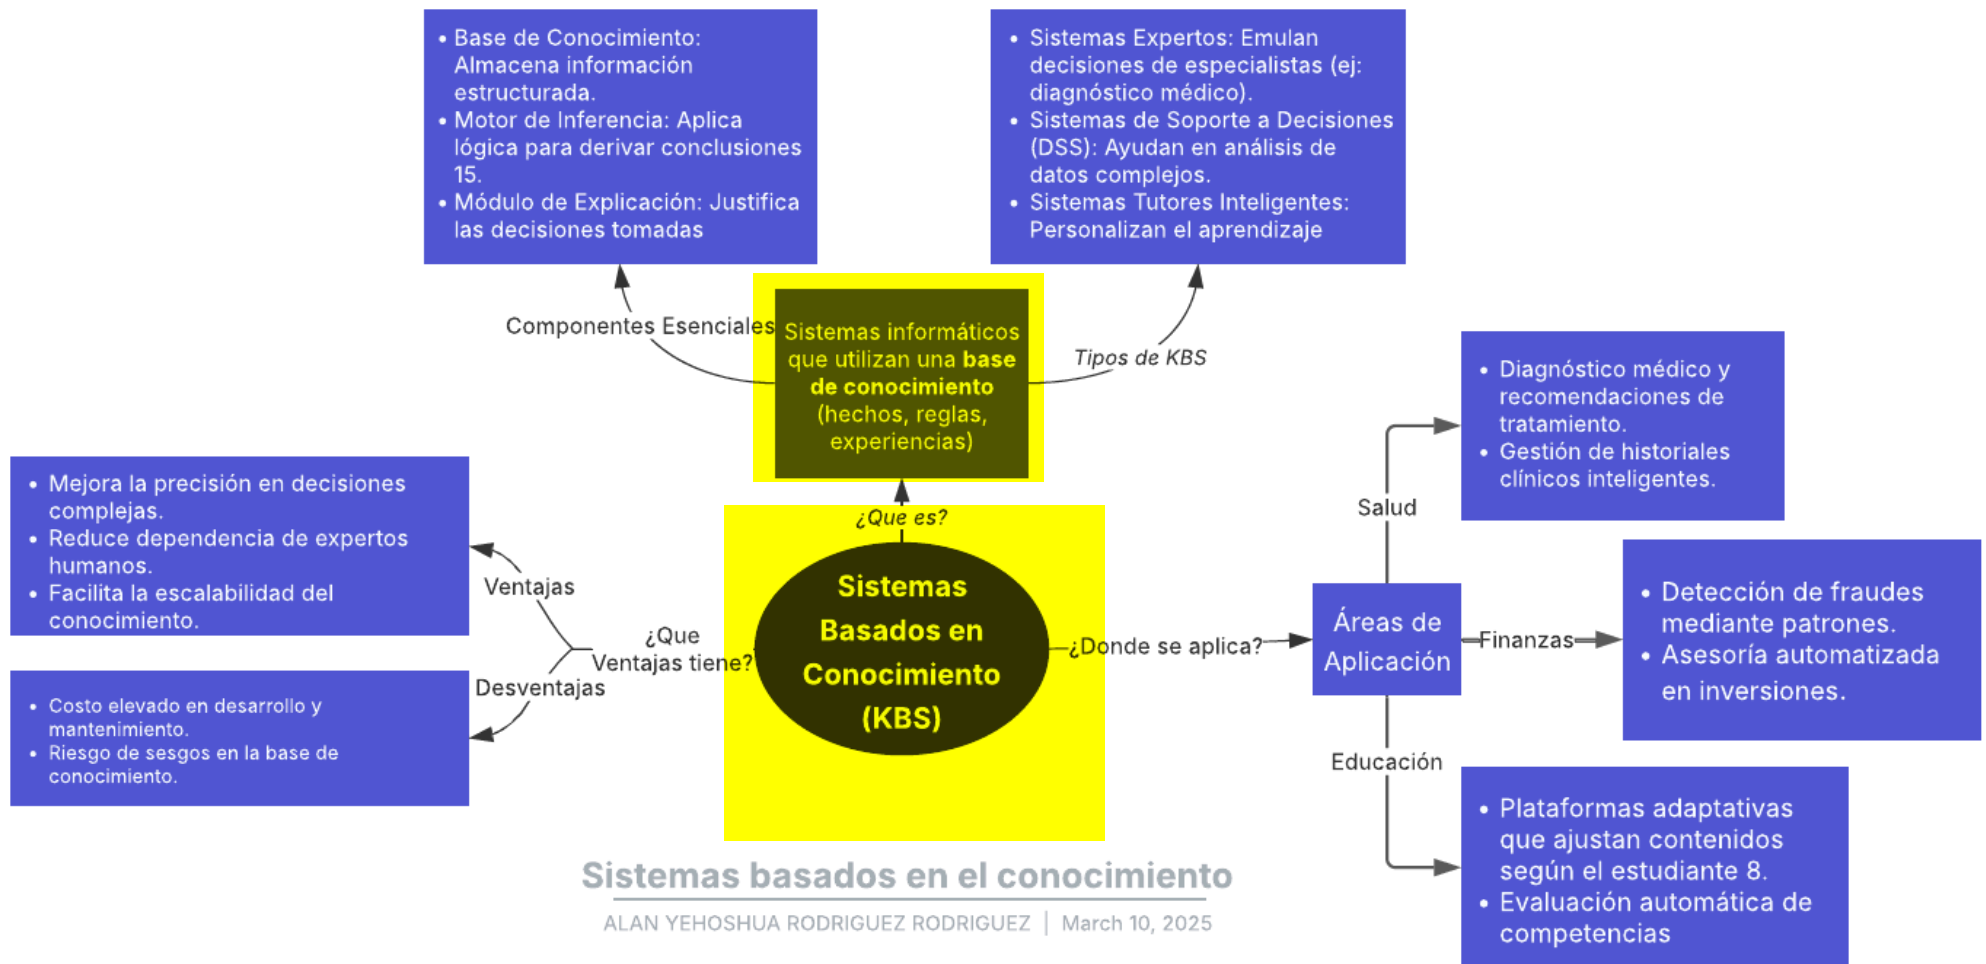 • Base de Conocimiento:
Almacena información
estructurada.
• Motor de Inferencia: Aplica
lógica para derivar conclusiones
15.
• Módulo de Explicación: Justifica
las decisiones tomadas
• Sistemas Expertos: Emulan
decisiones de especialistas (ej:
diagnóstico médico).
• Sistemas de Soporte a Decisiones
(DSS): Ayudan en análisis de
datos complejos.
• Sistemas Tutores Inteligentes:
Personalizan el aprendizaje
Componentes Esenciales
Sistemas informáticos
que utilizan una base
de conocimiento
(hechos, reglas,
experiencias)
Tipos de KBS
• Diagnóstico médico y
recomendaciones de
tratamiento.
• Gestión de historiales
clínicos inteligentes.
• Mejora la precisión en decisiones
complejas.
• Reduce dependencia de expertos
humanos.
• Facilita la escalabilidad del
conocimiento.
¿Que es?
Salud
Ventajas
Sistemas
Basados en
Conocimiento
(KBS)
¿Que
Ventajas tiene?
¿Donde se aplica?
Áreas de
Aplicación
Finanzas
• Detección de fraudes
mediante patrones.
• Asesoría automatizada
en inversiones.
Desventajas
• Costo elevado en desarrollo y
mantenimiento.
• Riesgo de sesgos en la base de
conocimiento.
Educación
• Plataformas adaptativas
que ajustan contenidos
según el estudiante 8.
• Evaluación automática de
competencias
Sistemas basados en el conocimiento
ALAN YEHOSHUA RODRIGUEZ RODRIGUEZ | March 10, 2025